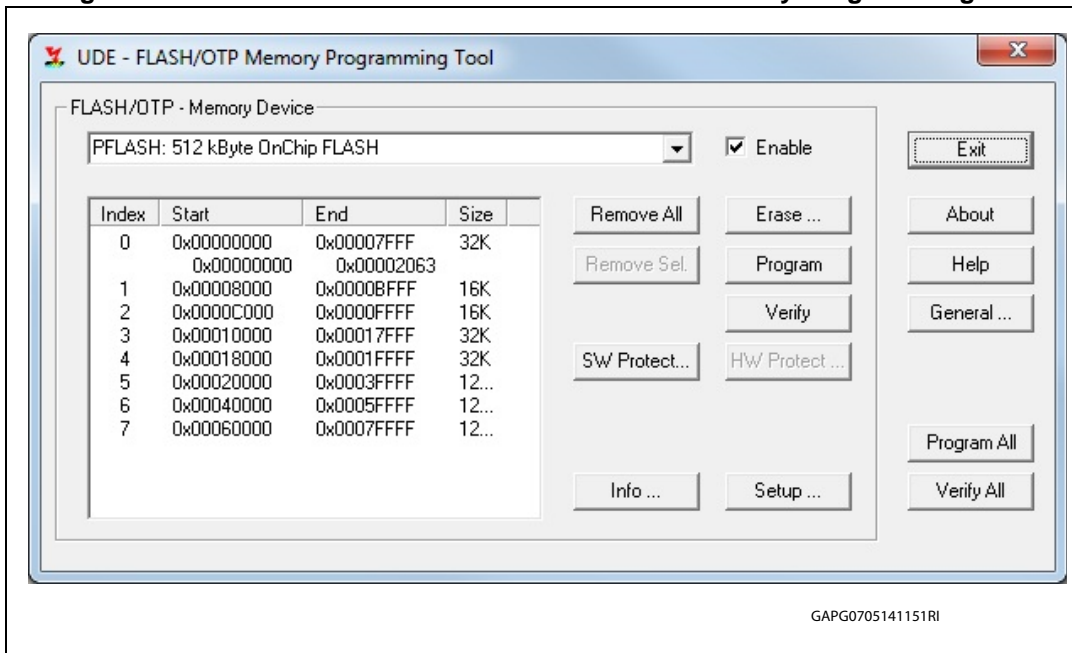 UDE - FLASH/OTP Memory Programming Tool
FLASH/OTP - Memory Device
PFLASH: 512 kByte OnChip FLASH
Enable
Exit
Index Start End Size
0 0x00000000 0x00007FFF 32K
0x00000000 0x00002063
1 0x00008000 0x0000BFFF 16K
2 0x0000C000 0x0000FFFF 16K
3 0x00010000 0x00017FFF 32K
4 0x00018000 0x0001FFFF 32K
5 0x00020000 0x0003FFFF 12...
6 0x00040000 0x0005FFFF 12...
7 0x00060000 0x0007FFFF 12...
Remove All Erase ... About
Remove Sel. Program Help
Verify General ...
SW Protect... HW Protect ...
Program All
Info ... Setup ... Verify All
GAPG0705141151RI